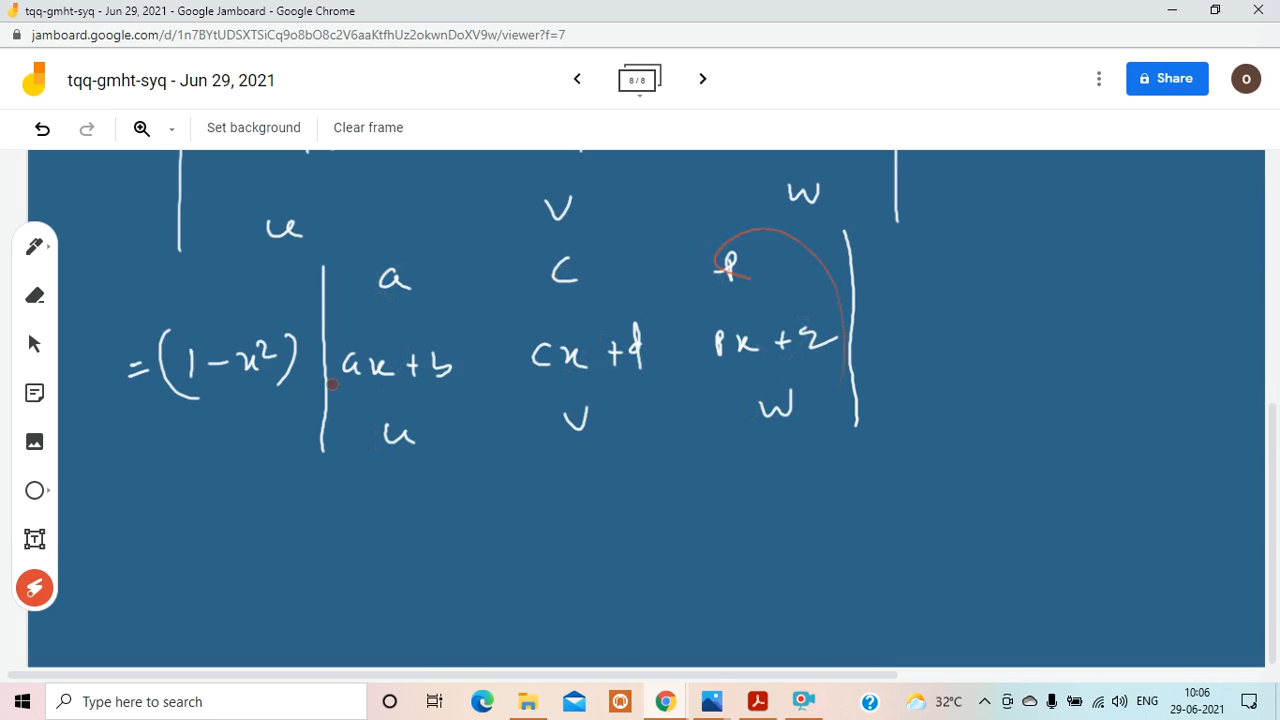 tqq-gmht-syq - Jun 29, 2021 - Google Jamboard - Google Chrome
jamboard.google.com/d/1n7BYtUDSXTSiCq9o8bO8c2V6aaKtfhUz2okwnDoXV9w/viewer?f=7
tqq-gmht-syq - Jun 29, 2021
8 / 8
Share
O
Set background
Clear frame
u v w
a c p
= (1 - x²) ax + b cx + d px + q
u v w
T
Type here to search
32°C
ENG
10:06
29-06-2021